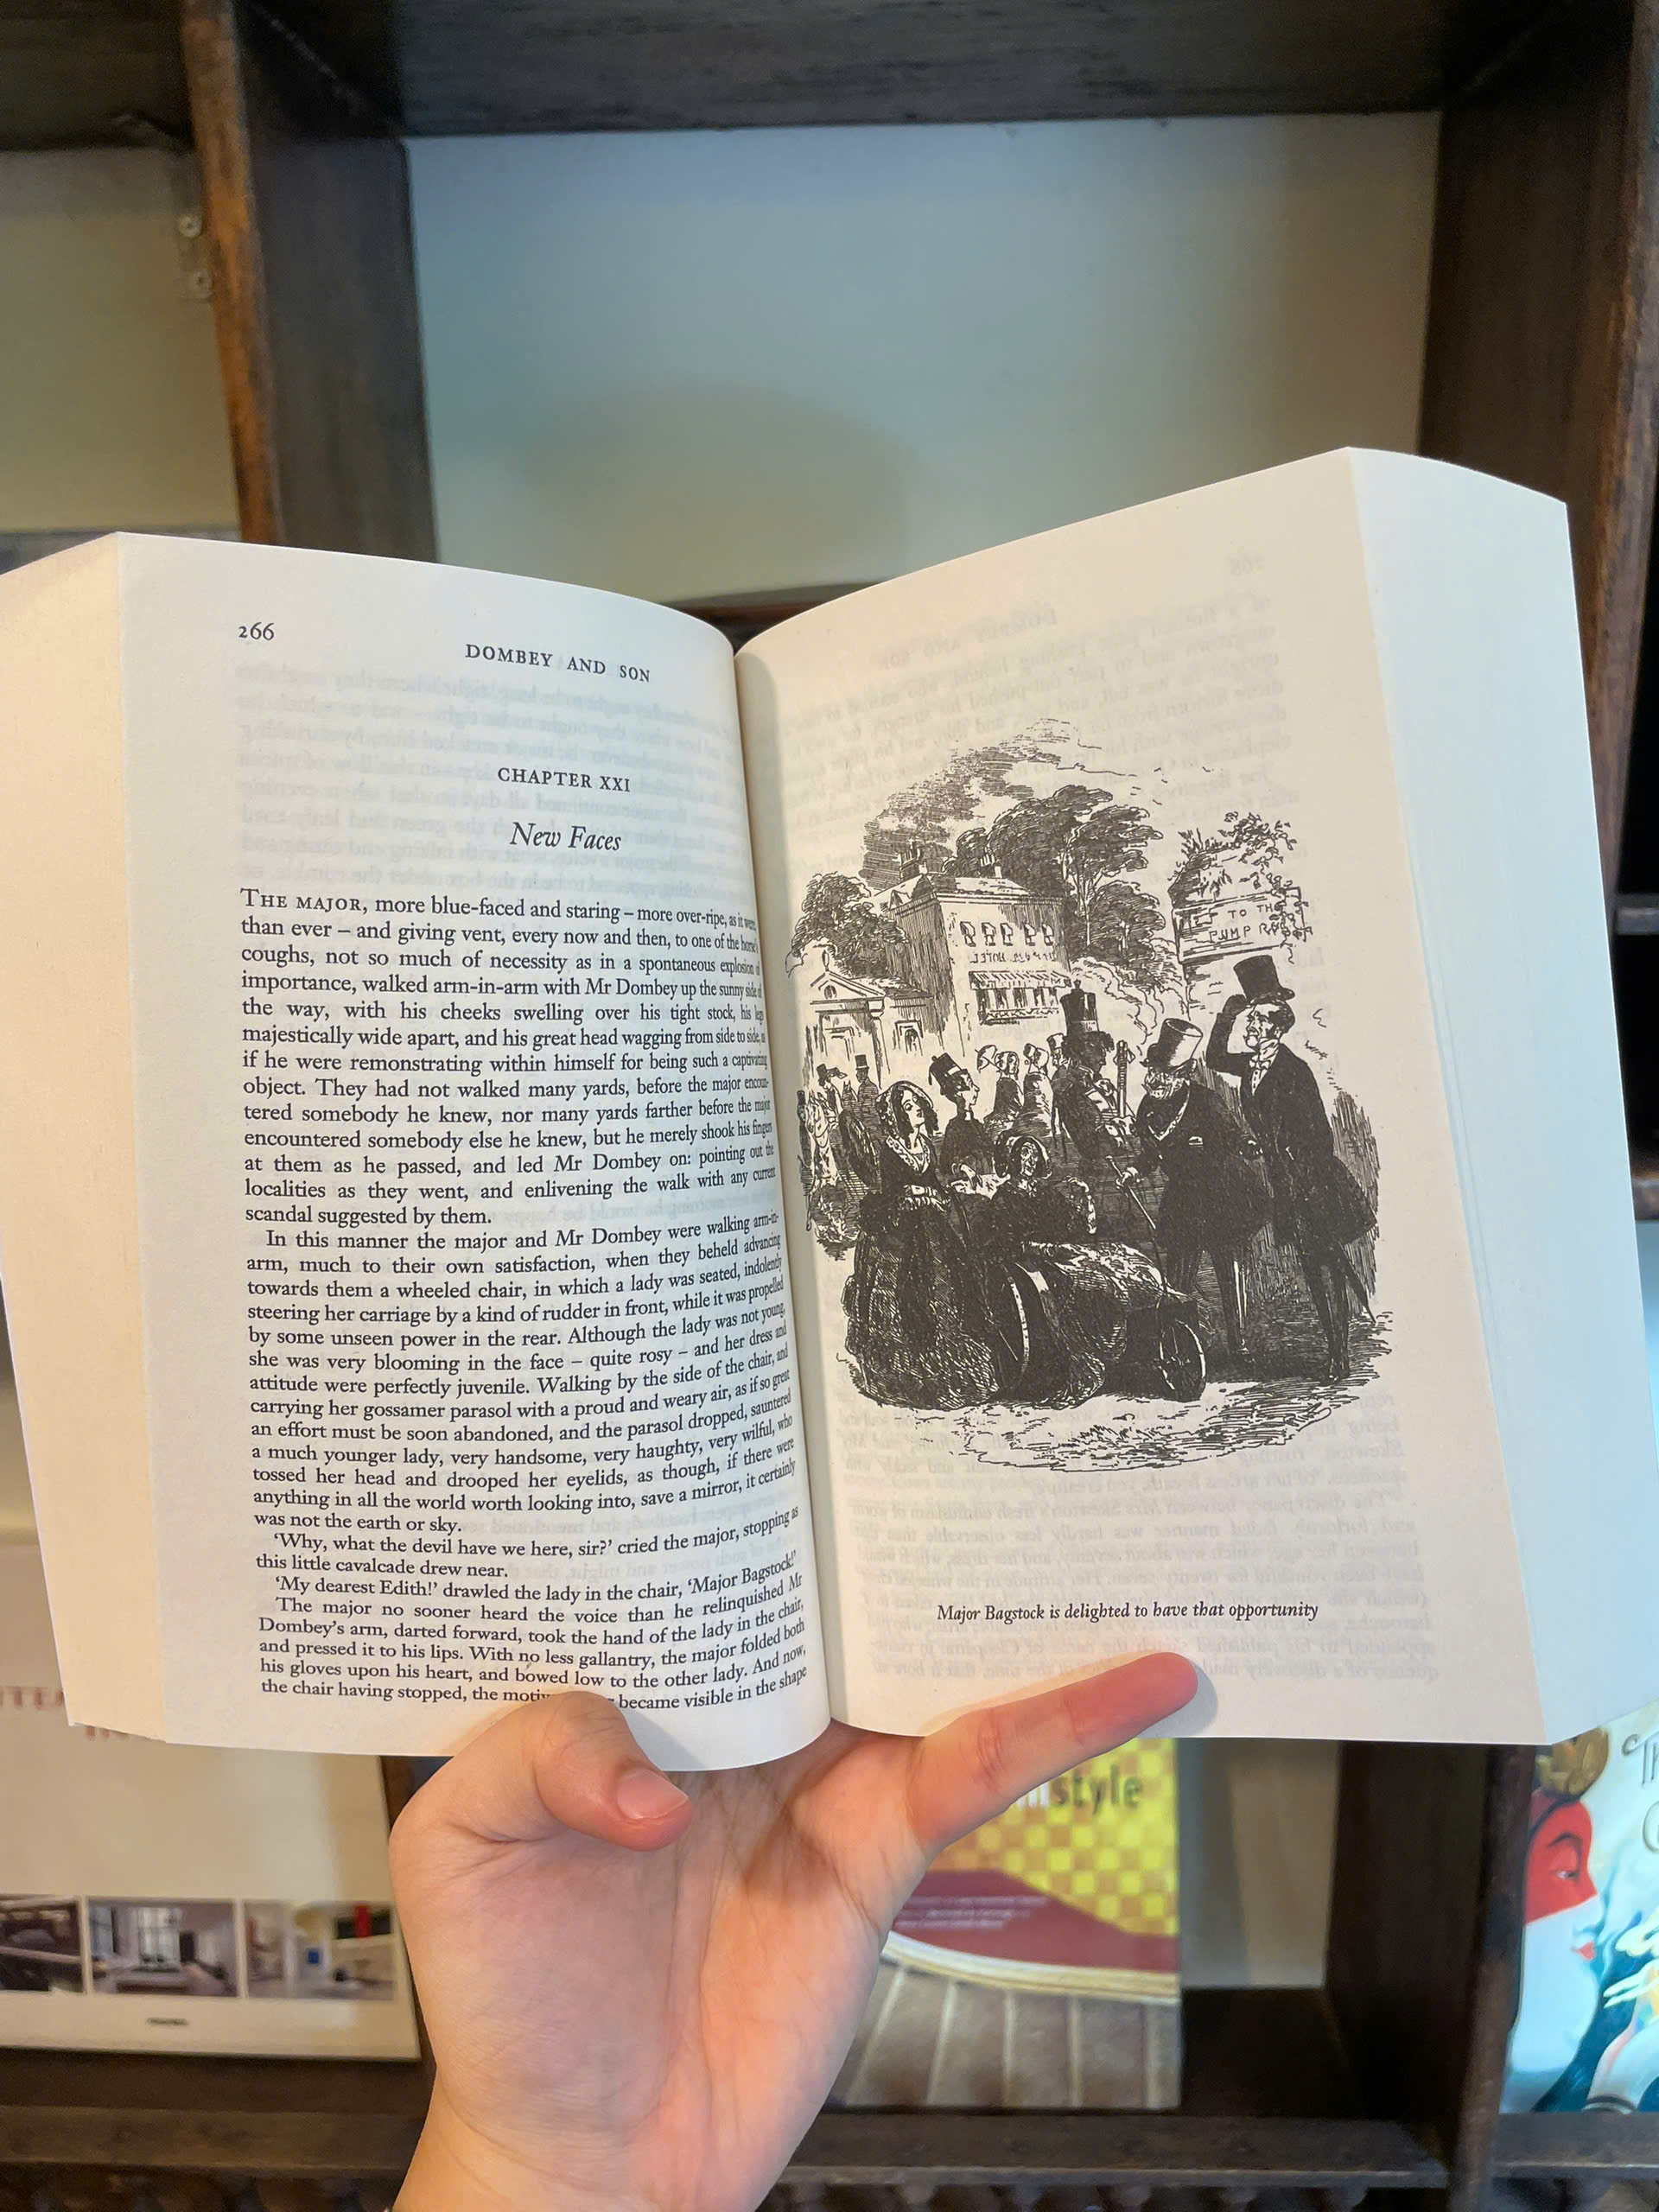 266
DOMBEY AND SON
CHAPTER XXI
New Faces
THE MAJOR, more blue-faced and staring – more over-ripe, as it were,
than ever – and giving vent, every now and then, to one of the horse's
coughs, not so much of necessity as in a spontaneous explosion of
importance, walked arm-in-arm with Mr Dombey up the sunny side of
the way, with his cheeks swelling over his tight stock, his legs
majestically wide apart, and his great head wagging from side to side, as
if he were remonstrating within himself for being such a captivating
object. They had not walked many yards, before the major encoun-
tered somebody he knew, nor many yards farther before the major
encountered somebody else he knew, but he merely shook his fingers
at them as he passed, and led Mr Dombey on: pointing out the
localities as they went, and enlivening the walk with any current
scandal suggested by them.
In this manner the major and Mr Dombey were walking arm-in-
arm, much to their own satisfaction, when they beheld advancing
towards them a wheeled chair, in which a lady was seated, indolently
steering her carriage by a kind of rudder in front, while it was propelled
by some unseen power in the rear. Although the lady was not young,
she was very blooming in the face – quite rosy – and her dress and
attitude were perfectly juvenile. Walking by the side of the chair, and
carrying her gossamer parasol with a proud and weary air, as if so great
an effort must be soon abandoned, and the parasol dropped, sauntered
a much younger lady, very handsome, very haughty, very wilful, who
tossed her head and drooped her eyelids, as though, if there were
anything in all the world worth looking into, save a mirror, it certainly
was not the earth or sky.
'Why, what the devil have we here, sir?' cried the major, stopping as
this little cavalcade drew near.
'My dearest Edith!' drawled the lady in the chair, 'Major Bagstock!'
The major no sooner heard the voice than he relinquished Mr
Dombey's arm, darted forward, took the hand of the lady in the chair,
and pressed it to his lips. With no less gallantry, the major folded both
his gloves upon his heart, and bowed low to the other lady. And now,
the chair having stopped, the became visible in the shape
TO THE
PUMP ROOM
Major Bagstock is delighted to have that opportunity
style